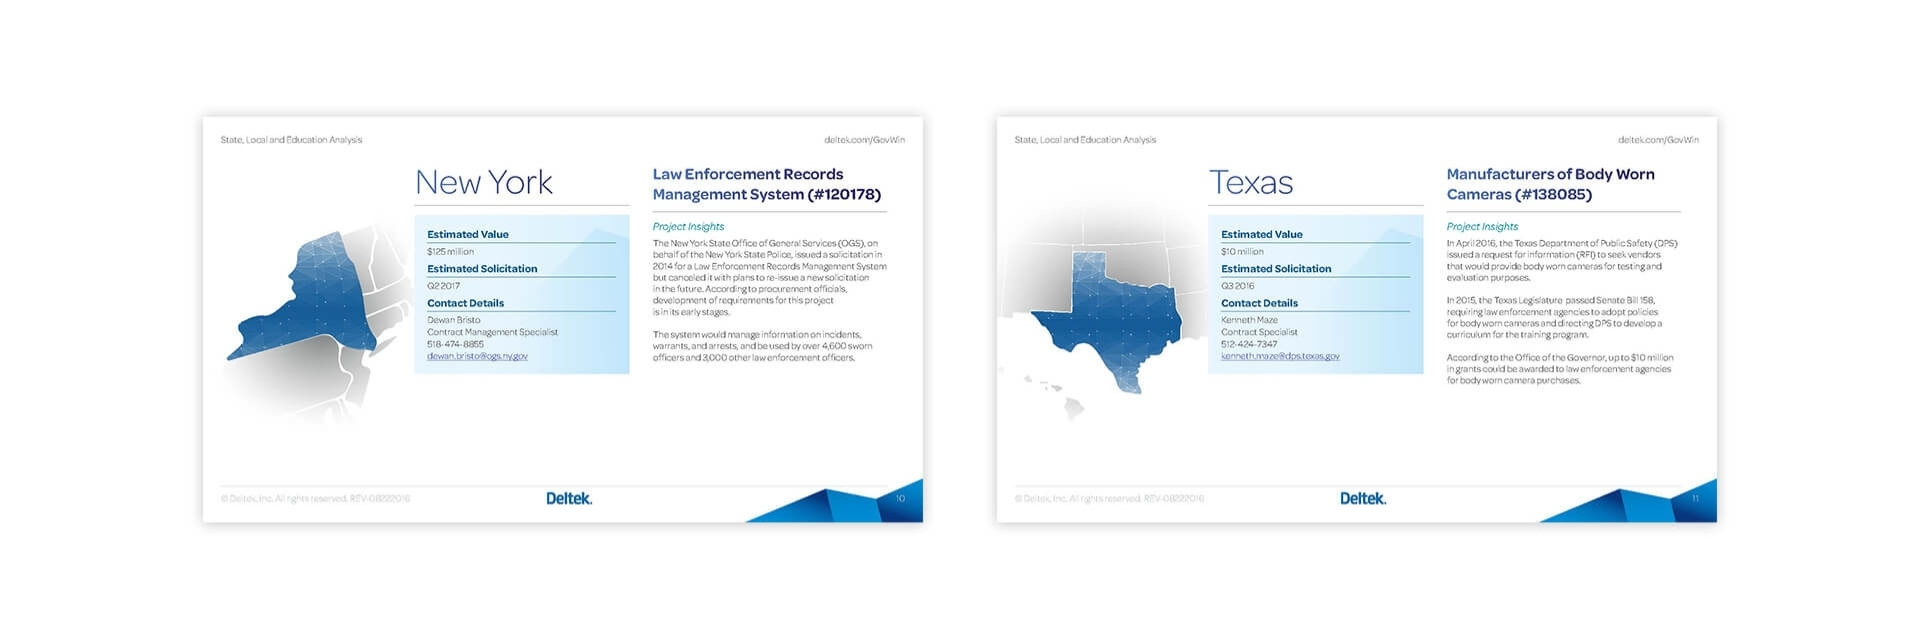 State, Local and Education Analysis
deltek.com/GovWin
New York
Estimated Value
$125 million
Estimated Solicitation
Q2 2017
Contact Details
Dewan Bristo
Contract Management Specialist
518-474-8855
dewan.bristo@ogs.ny.gov
Law Enforcement Records
Management System (#120178)
Project Insights
The New York State Office of General Services (OGS), on
behalf of the New York State Police, issued a solicitation in
2014 for a Law Enforcement Records Management System
but canceled it with plans to re-issue a new solicitation
in the future. According to procurement officials,
development of requirements for this project
is in its early stages.
The system would manage information on incidents,
warrants, and arrests, and be used by over 4,600 sworn
officers and 3,000 other law enforcement officers.
© Deltek, Inc. All rights reserved. REV-08222016
Deltek.
10
State, Local and Education Analysis
deltek.com/GovWin
Texas
Estimated Value
$10 million
Estimated Solicitation
Q3 2016
Contact Details
Kenneth Maze
Contract Specialist
512-424-7347
kenneth.maze@dps.texas.gov
Manufacturers of Body Worn
Cameras (#138085)
Project Insights
In April 2016, the Texas Department of Public Safety (DPS)
issued a request for information (RFI) to seek vendors
that would provide body worn cameras for testing and
evaluation purposes.
In 2015, the Texas Legislature passed Senate Bill 158,
requiring law enforcement agencies to adopt policies
for body worn cameras and directing DPS to develop a
curriculum for the training program.
According to the Office of the Governor, up to $10 million
in grants could be awarded to law enforcement agencies
for body worn camera purchases.
© Deltek, Inc. All rights reserved. REV-08222016
Deltek.
11